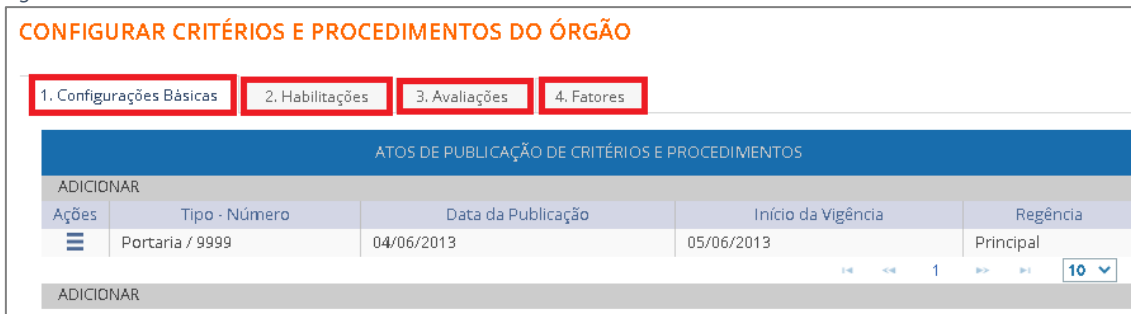 CONFIGURAR CRITÉRIOS E PROCEDIMENTOS DO ÓRGÃO
1. Configurações Básicas 2. Habilitações 3. Avaliações 4. Fatores
ATOS DE PUBLICAÇÃO DE CRITÉRIOS E PROCEDIMENTOS
ADICIONAR
Ações Tipo - Número Data da Publicação Início da Vigência Regência
Portaria / 9999 04/06/2013 05/06/2013 Principal
1 10
ADICIONAR